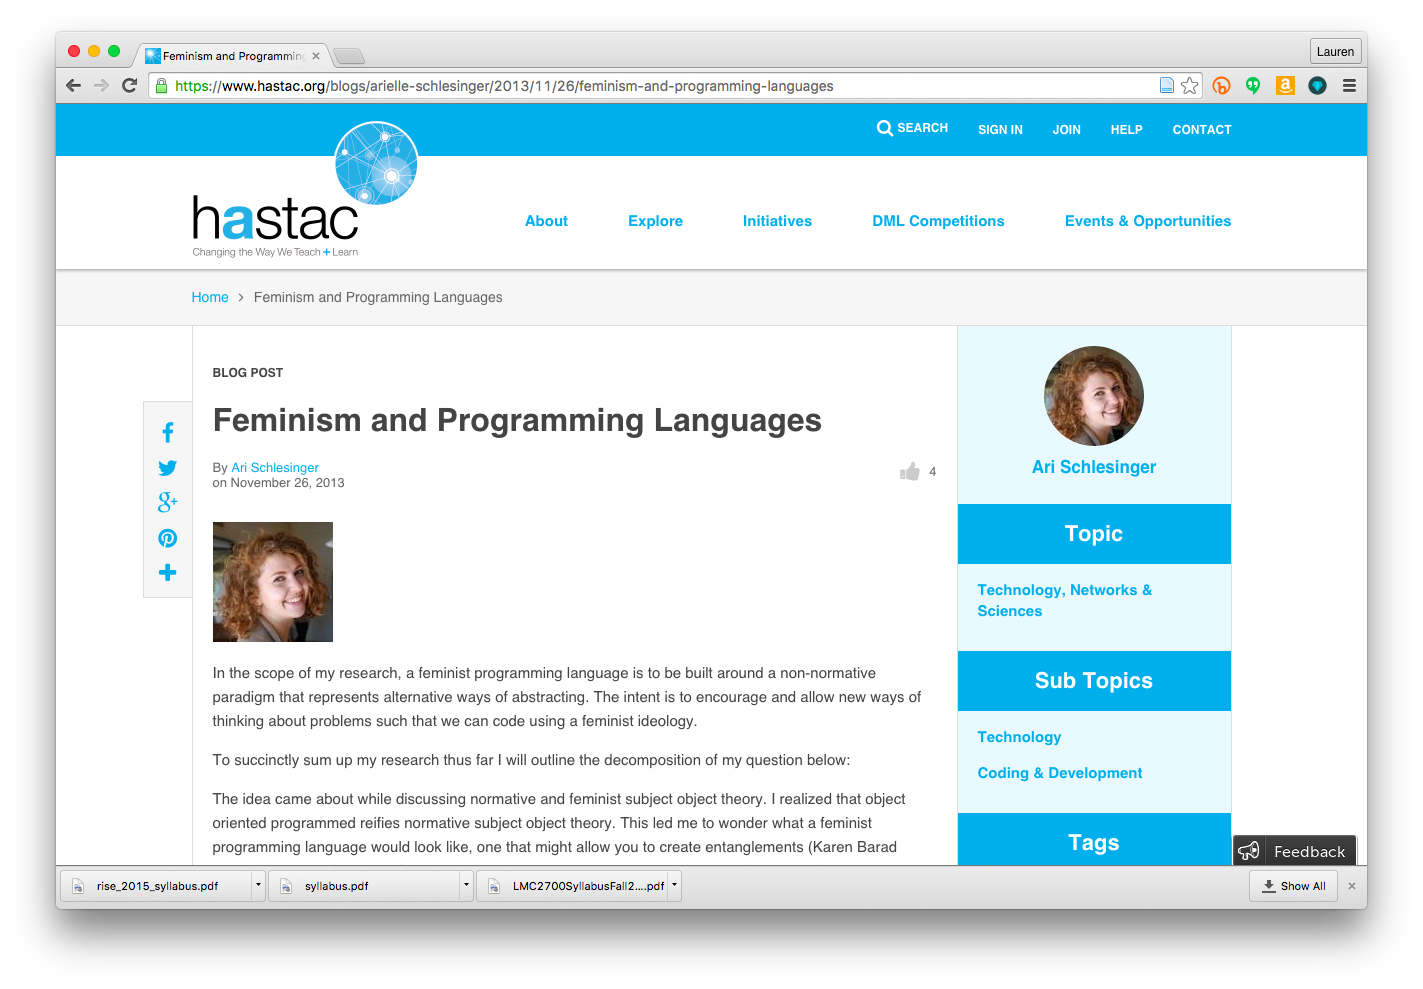 Feminism and Programming
Lauren
https://www.hastac.org/blogs/arielle-schlesinger/2013/11/26/feminism-and-programming-languages
SEARCH SIGN IN JOIN HELP CONTACT
hastac
Changing the Way We Teach + Learn
About Explore Initiatives DML Competitions Events & Opportunities
Home > Feminism and Programming Languages
BLOG POST
Feminism and Programming Languages
By Ari Schlesinger
on November 26, 2013
4
In the scope of my research, a feminist programming language is to be built around a non-normative
paradigm that represents alternative ways of abstracting. The intent is to encourage and allow new ways of
thinking about problems such that we can code using a feminist ideology.
To succinctly sum up my research thus far I will outline the decomposition of my question below:
The idea came about while discussing normative and feminist subject object theory. I realized that object
oriented programmed reifies normative subject object theory. This led me to wonder what a feminist
programming language would look like, one that might allow you to create entanglements (Karen Barad
Ari Schlesinger
Topic
Technology, Networks &
Sciences
Sub Topics
Technology
Coding & Development
Tags
Feedback
rise_2015_syllabus.pdf
syllabus.pdf
LMC2700SyllabusFall2....pdf
Show All